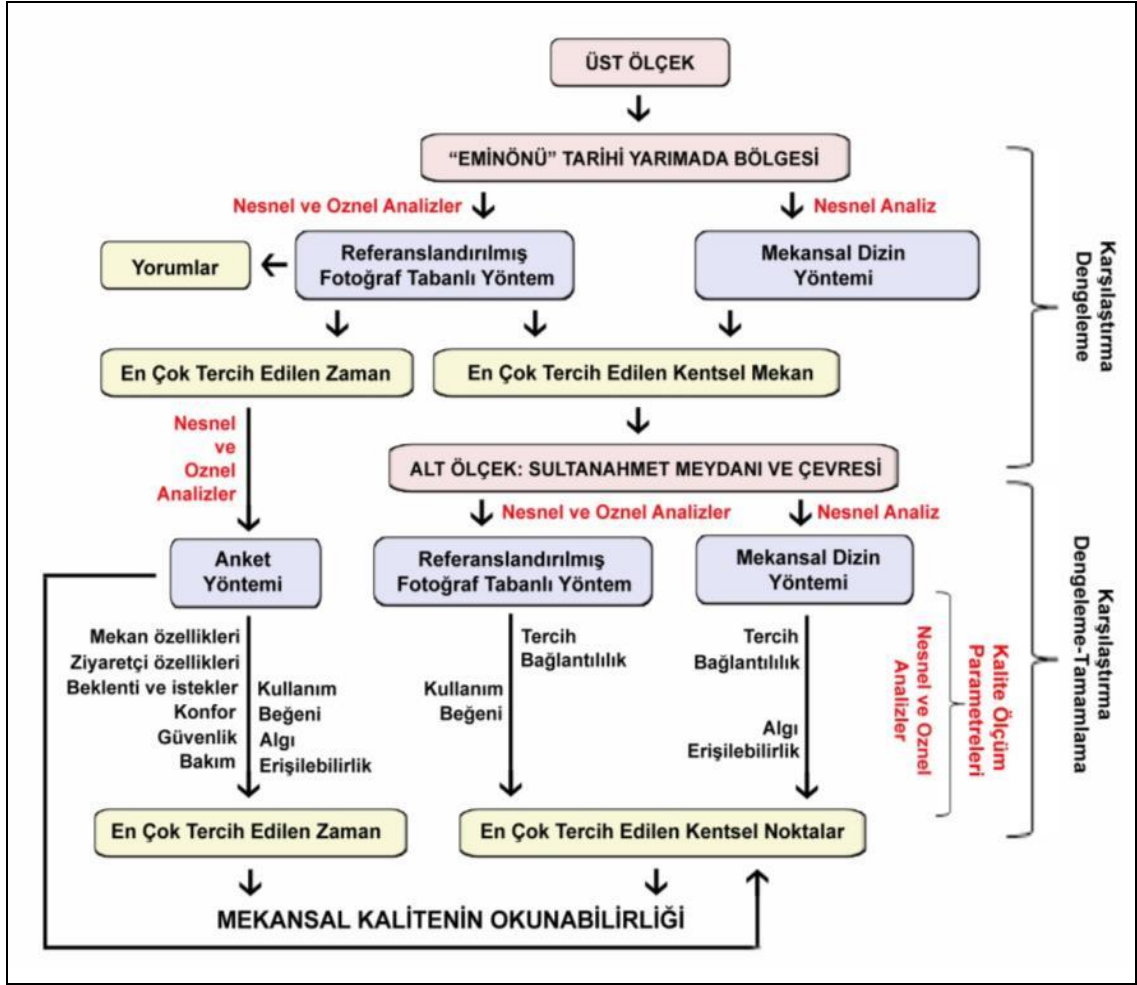 ÜST ÖLÇEK
“EMİNÖNÜ” TARİHİ YARIMADA BÖLGESİ
Nesnel ve Oznel Analizler
Nesnel Analiz
Yorumlar
Referanslandırılmış
Fotoğraf Tabanlı Yöntem
Mekansal Dizin
Yöntemi
En Çok Tercih Edilen Zaman
En Çok Tercih Edilen Kentsel Mekan
Karşılaştırma
Dengeleme
Nesnel
ve
Oznel
Analizler
ALT ÖLÇEK: SULTANAHMET MEYDANI VE ÇEVRESİ
Nesnel ve Oznel Analizler
Nesnel Analiz
Anket
Yöntemi
Referanslandırılmış
Fotoğraf Tabanlı Yöntem
Mekansal Dizin
Yöntemi
Mekan özellikleri
Ziyaretçi özellikleri
Beklenti ve istekler
Konfor
Güvenlik
Bakım
Kullanım
Beğeni
Algı
Erişilebilirlik
Tercih
Bağlantılılık
Kullanım
Beğeni
Tercih
Bağlantılılık
Algı
Erişilebilirlik
Kalite Ölçüm
Parametreleri
Nesnel ve Oznel
Analizler
Karşılaştırma
Dengeleme-Tamamlama
En Çok Tercih Edilen Zaman
En Çok Tercih Edilen Kentsel Noktalar
MEKANSAL KALİTENİN OKUNABİLİRLİĞİ